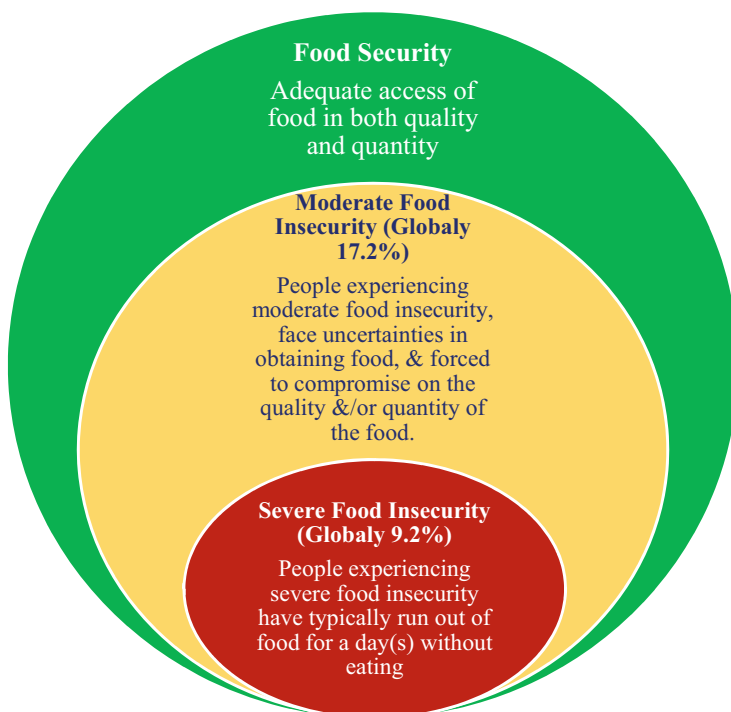 Food Security
Adequate access of
food in both quality
and quantity
Moderate Food
Insecurity (Globaly
17.2%)
People experiencing
moderate food insecurity,
face uncertainties in
obtaining food, & forced
to compromise on the
quality &/or quantity of
the food.
Severe Food Insecurity
(Globaly 9.2%)
People experiencing
severe food insecurity
have typically run out of
food for a day(s) without
eating